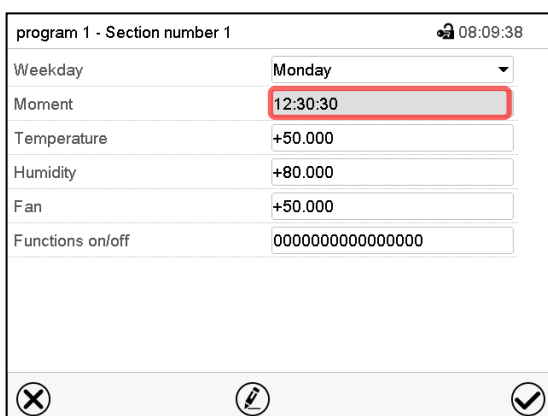 program 1 - Section number 1 08:09:38
Weekday Monday
Moment 12:30:30
Temperature +50.000
Humidity +80.000
Fan +50.000
Functions on/off 0000000000000000